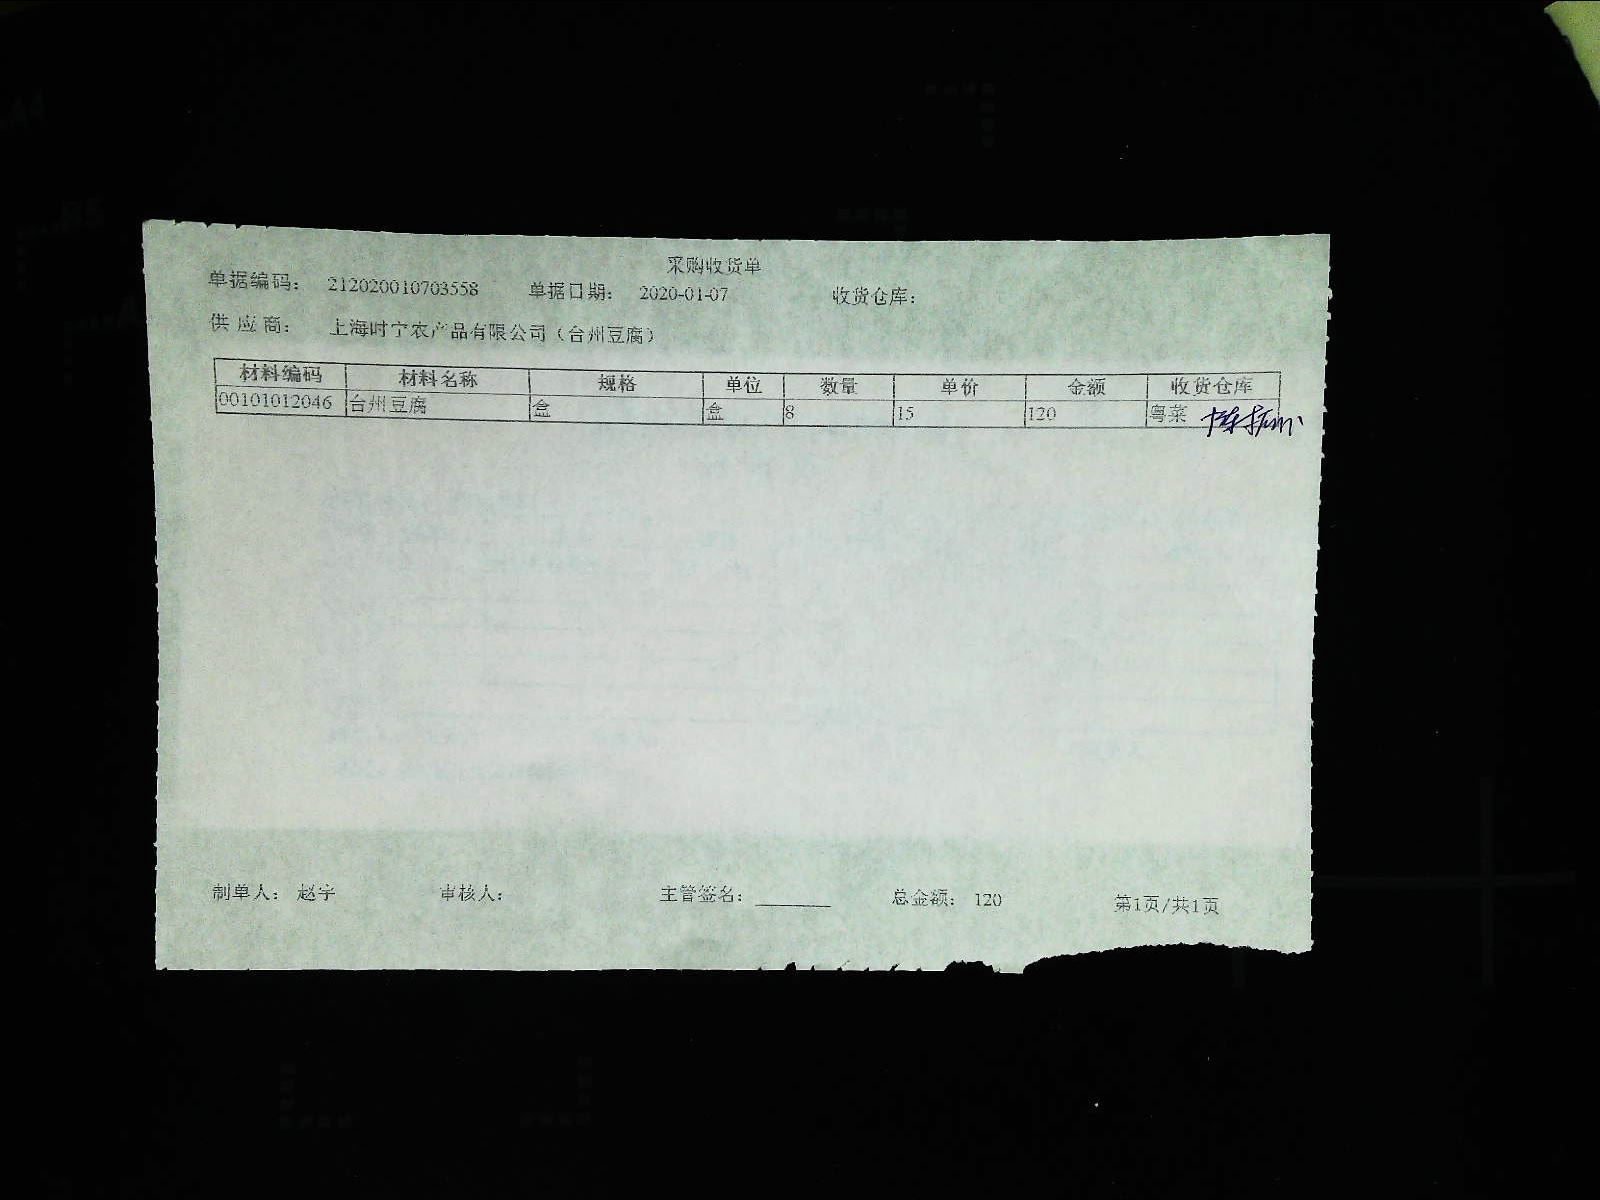 采购收货单
单据编码： 212020010703558 单据日期： 2020-01-07 收货仓库：
供 应 商： 上海时宁农产品有限公司（台州豆腐）
材料编码 材料名称 规格 单位 数量 单价 金额 收货仓库
00101012046 台州豆腐 盒 盒 8 15 120 粤菜
制单人： 赵宇 审核人： 主管签名： 总金额： 120 第1页/共1页